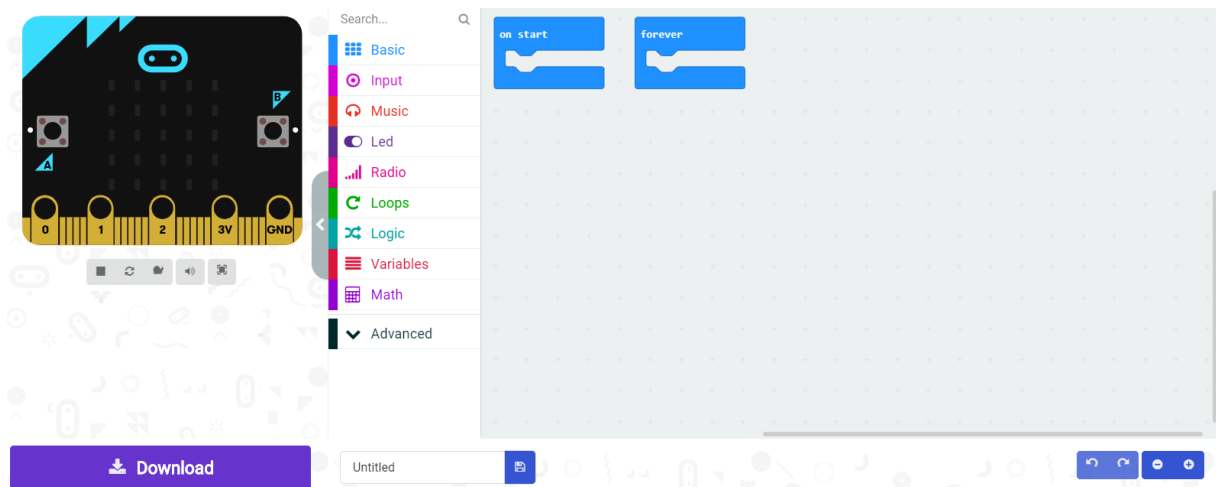 Search...
Basic
Input
Music
Led
Radio
Loops
Logic
Variables
Math
Advanced
on start
forever
B
A
0 1 2 3V GND
Download
Untitled